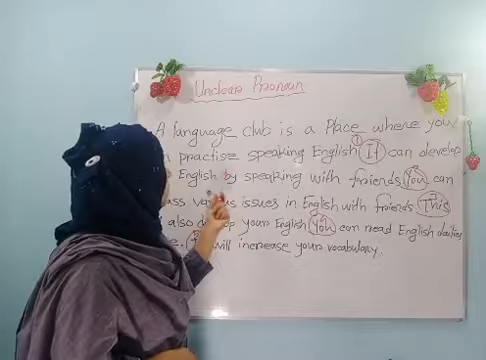 Unclear Pronoun
A language club is a Place where you
practise speaking English. It can develop
English by speaking with friends. You can
various issues in English with friends. This
also your English. You can read English dailies
will increase your vocabulary.